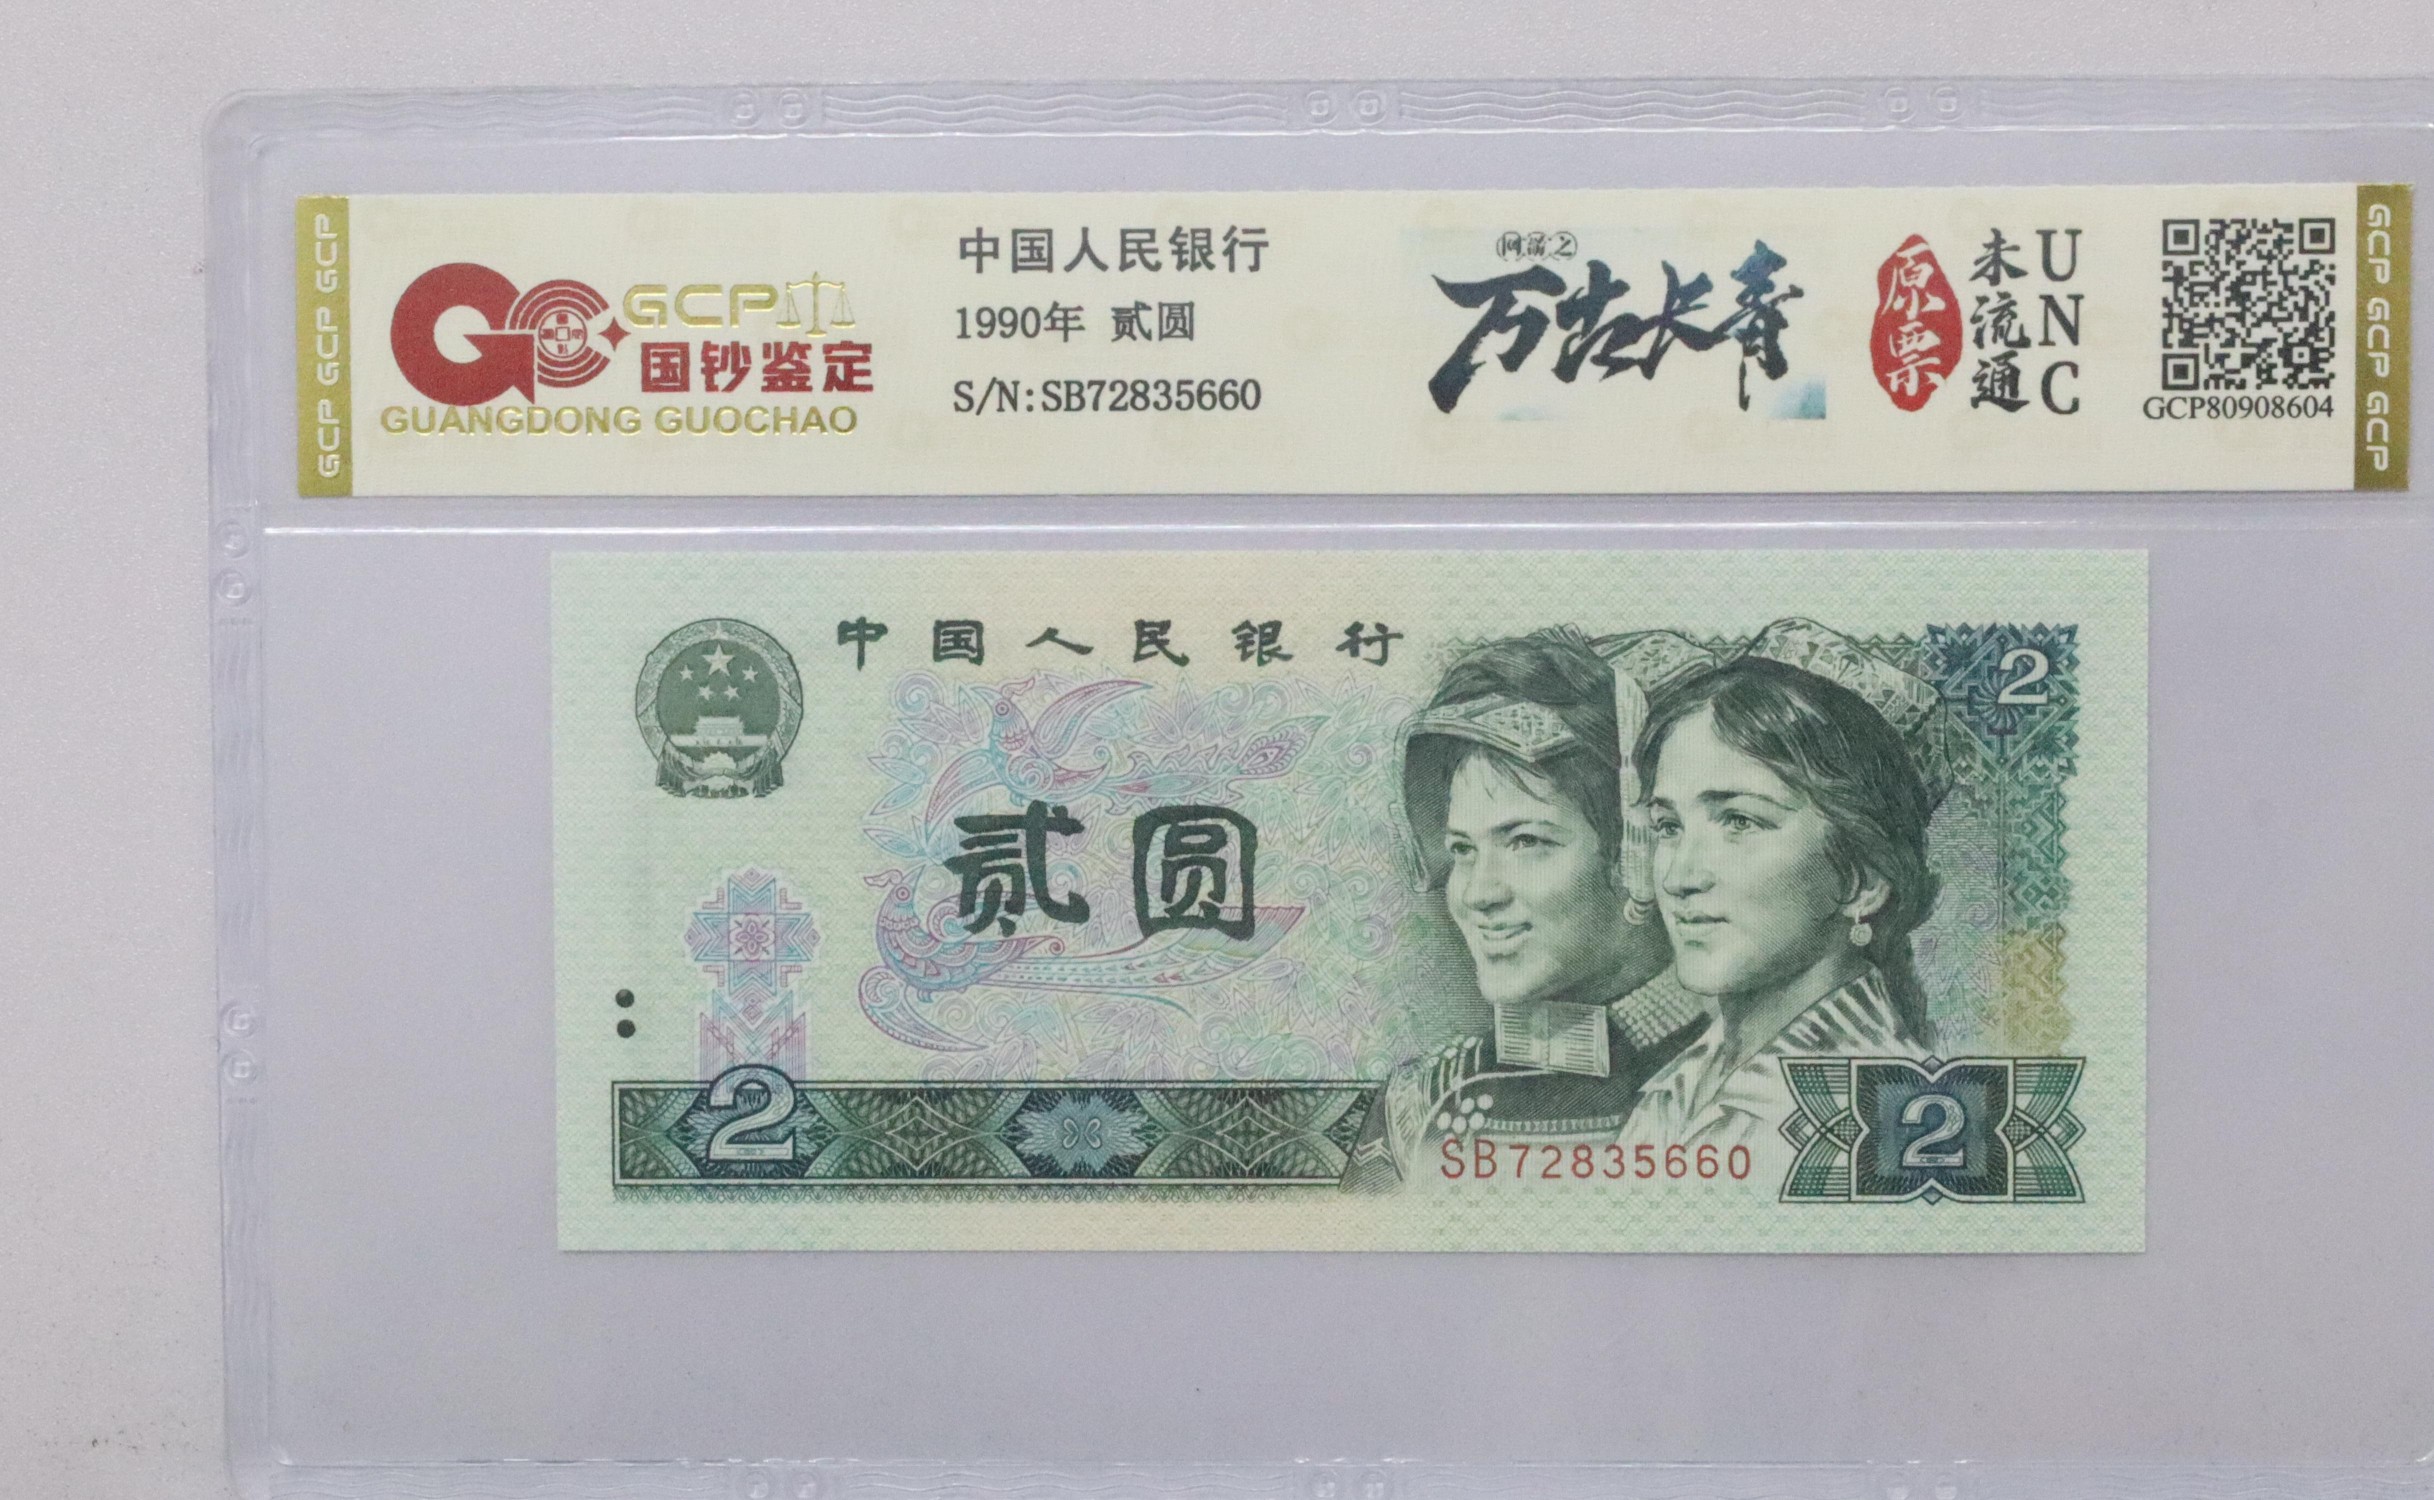 GCP GCP GCP
GCP
国钞鉴定
GUANGDONG GUOCHAO
中国人民银行
1990年 贰圆
S/N:SB72835660
万古长青
原票
未流通
UNC
GCP80908604
GCP GCP GCP
中国人民银行
2
贰圆
2
SB72835660
2